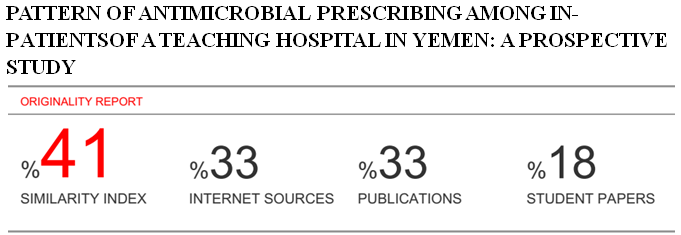 PATTERN OF ANTIMICROBIAL PRESCRIBING AMONG IN-
PATIENTSOF A TEACHING HOSPITAL IN YEMEN: A PROSPECTIVE
STUDY
ORIGINALITY REPORT
%41 %33 %33 %18
SIMILARITY INDEX INTERNET SOURCES PUBLICATIONS STUDENT PAPERS